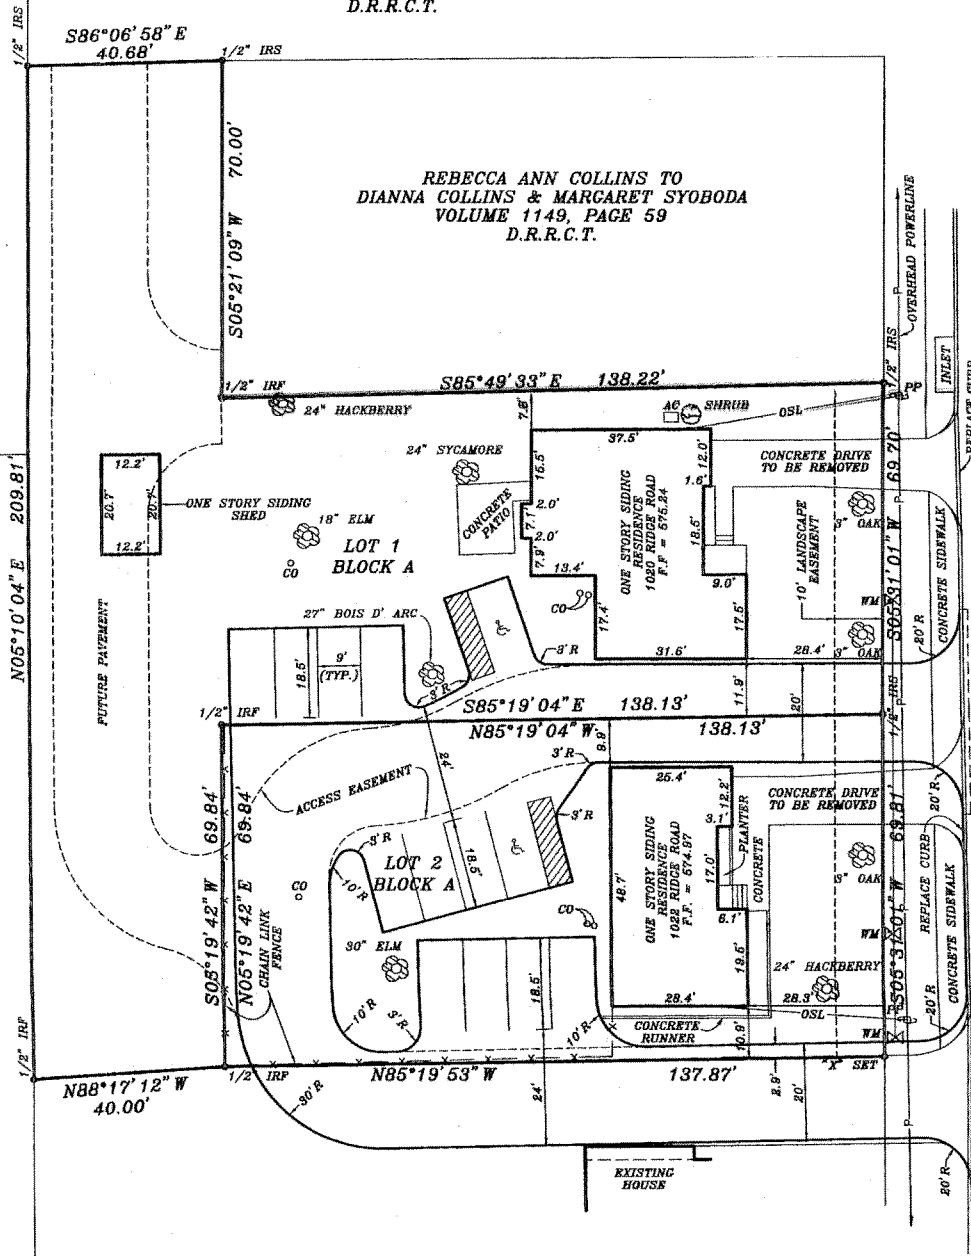 D.R.R.C.T.
1/2" IRS
S86°06'58" E
40.68'
1/2" IRS
S05°21'09" W 70.00'
REBECCA ANN COLLINS TO
DIANNA COLLINS & MARGARET SYOBODA
VOLUME 1149, PAGE 59
D.R.R.C.T.
OVERHEAD POWERLINE
P
INLET
1/2" IRS
PP
1/2" IRF
S85°49'33" E 138.22'
24" HACKBERRY
7.8'
AC
SHRUB
OSL
37.5'
24" SYCAMORE
15.5'
12.0'
CONCRETE DRIVE
TO BE REMOVED
69.70'
12.2'
20.7'
20.7'
12.2'
ONE STORY SIDING
SHED
CONCRETE
PATIO
2.0'
7.1'
2.0'
7.9'
ONE STORY SIDING
RESIDENCE
1020 RIDGE ROAD
F.F = 575.24
1.6'
18.5'
10' LANDSCAPE
EASEMENT
3" OAK
P
N05°10'04" E 209.81
18" ELM
CO
LOT 1
BLOCK A
13.4'
9.0'
S05°31'01" W
CONCRETE SIDEWALK
WM
FUTURE PAVEMENT
27" BOIS D' ARC
CO
17.4'
17.5'
20'R
18.5'
9'
(TYP.)
3'R
3'R
31.6'
28.4'
3" OAK
11.9'
20'
1/2" IRF
S85°19'04" E 138.13'
N85°19'04" W 138.13'
1/2" IRS
P
24'
9.9'
3'R
ACCESS EASEMENT
25.4'
12.2'
CONCRETE DRIVE
TO BE REMOVED
20'R
69.84'
69.84'
69.81'
3'R
3.1'
PLANTER
3'R
18.5'
LOT 2
BLOCK A
10'R
48.7'
ONE STORY SIDING
RESIDENCE
1022 RIDGE ROAD
F.F. = 574.97
17.0'
CONCRETE
3" OAK
REPLACE CURB
CO
CO
6.1'
S05°19'42" W
N05°19'42" E
CHAIN LINK
FENCE
30" ELM
19.5'
WM
S05°31'01" W
CONCRETE SIDEWALK
24" HACKBERRY
18.5'
28.4'
28.3'
OSL
10'R
3'R
10'R
CONCRETE
RUNNER
10.9'
20'R
WM
1/2" IRF
1/2" IRF
N85°19'53" W 137.87'
"X" SET
N88°17'12" W
40.00'
30'R
24'
2.9'
20'
P
EXISTING
HOUSE
20'R